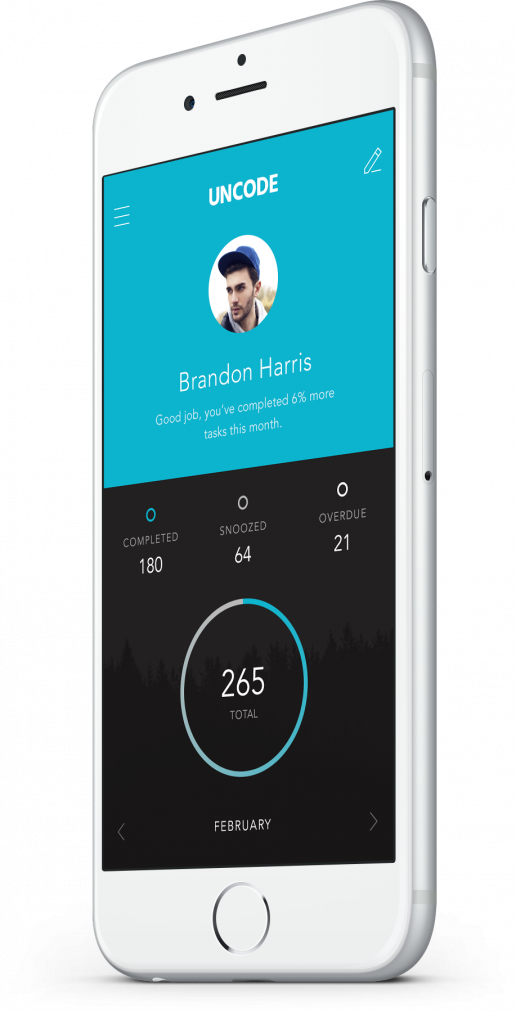 UNCODE
Brandon Harris
Good job, you've completed 6% more
tasks this month.
COMPLETED
180
SNOOZED
64
OVERDUE
21
265
TOTAL
FEBRUARY